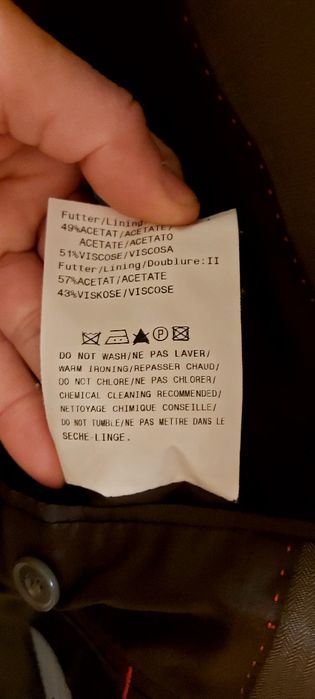 Futter/Lining
49%ACETAT/ACETATE/
ACETATE/ACETATO
51%VISCOSE/VISCOSA
Futter/Lining/Doublure:II
57%ACETAT/ACETATE
43%VISKOSE/VISCOSE
P
DO NOT WASH/NE PAS LAVER/
WARM IRONING/REPASSER CHAUD/
DO NOT CHLORE/NE PAS CHLORER/
CHEMICAL CLEANING RECOMMENDED/
NETTOYAGE CHIMIQUE CONSEILLE/
DO NOT TUMBLE/NE PAS METTRE DANS LE
SECHE-LINGE.